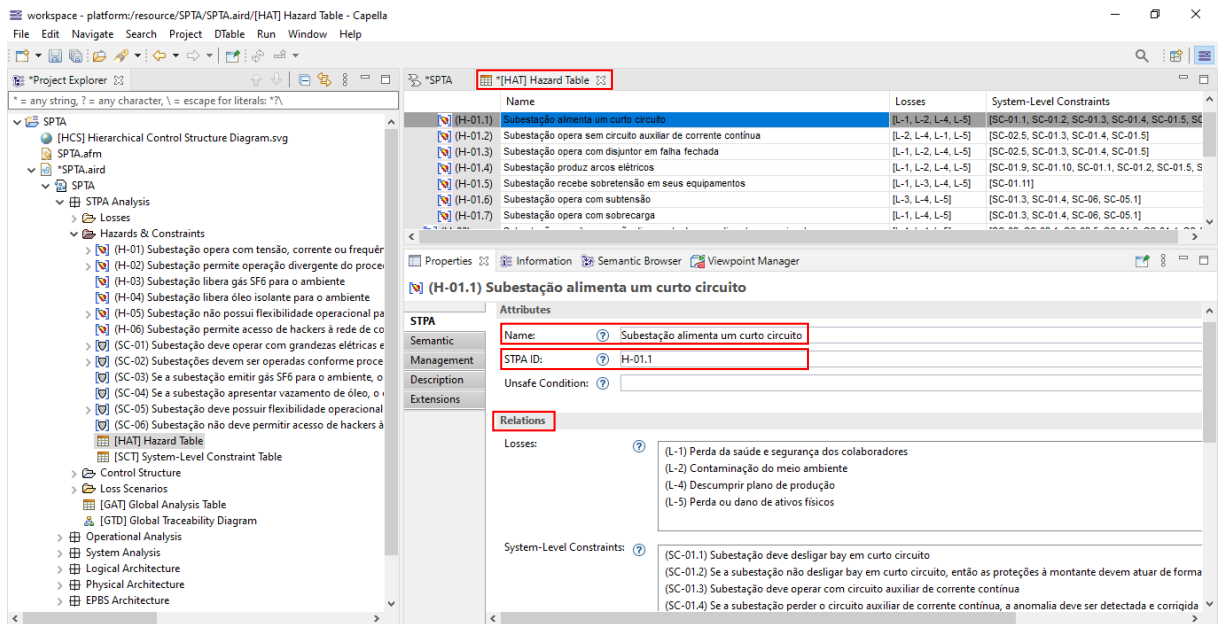 workspace - platform:/resource/SPTA/SPTA.aird/[HAT] Hazard Table - Capella
File Edit Navigate Search Project DTable Run Window Help
*Project Explorer
* = any string, ? = any character, \ = escape for literals: *?\
SPTA
[HCS] Hierarchical Control Structure Diagram.svg
SPTA.afm
*SPTA.aird
SPTA
STPA Analysis
Losses
Hazards & Constraints
(H-01) Subestação opera com tensão, corrente ou frequên
(H-02) Subestação permite operação divergente do proce
(H-03) Subestação libera gás SF6 para o ambiente
(H-04) Subestação libera óleo isolante para o ambiente
(H-05) Subestação não possui flexibilidade operacional pa
(H-06) Subestação permite acesso de hackers à rede de co
(SC-01) Subestação deve operar com grandezas elétricas e
(SC-02) Subestações devem ser operadas conforme proce
(SC-03) Se a subestação emitir gás SF6 para o ambiente, o
(SC-04) Se a subestação apresentar vazamento de óleo, o
(SC-05) Subestação deve possuir flexibilidade operacional
(SC-06) Subestação não deve permitir acesso de hackers à
[HAT] Hazard Table
[SCT] System-Level Constraint Table
Control Structure
Loss Scenarios
[GAT] Global Analysis Table
[GTD] Global Traceability Diagram
Operational Analysis
System Analysis
Logical Architecture
Physical Architecture
EPBS Architecture
*SPTA *[HAT] Hazard Table
Name Losses System-Level Constraints
(H-01.1) Subestação alimenta um curto circuito [L-1, L-2, L-4, L-5] [SC-01.1, SC-01.2, SC-01.3, SC-01.4, SC-01.5, SC
(H-01.2) Subestação opera sem circuito auxiliar de corrente contínua [L-2, L-4, L-1, L-5] [SC-02.5, SC-01.3, SC-01.4, SC-01.5]
(H-01.3) Subestação opera com disjuntor em falha fechada [L-1, L-2, L-4, L-5] [SC-02.5, SC-01.3, SC-01.4, SC-01.5]
(H-01.4) Subestação produz arcos elétricos [L-1, L-2, L-4, L-5] [SC-01.9, SC-01.10, SC-01.1, SC-01.2, SC-01.5, S
(H-01.5) Subestação recebe sobretensão em seus equipamentos [L-1, L-3, L-4, L-5] [SC-01.11]
(H-01.6) Subestação opera com subtensão [L-3, L-4, L-5] [SC-01.3, SC-01.4, SC-06, SC-05.1]
(H-01.7) Subestação opera com sobrecarga [L-1, L-4, L-5] [SC-01.3, SC-01.4, SC-06, SC-05.1]
Properties Information Semantic Browser Viewpoint Manager
(H-01.1) Subestação alimenta um curto circuito
STPA
Semantic
Management
Description
Extensions
Attributes
Name: Subestação alimenta um curto circuito
STPA ID: H-01.1
Unsafe Condition:
Relations
Losses:
(L-1) Perda da saúde e segurança dos colaboradores
(L-2) Contaminação do meio ambiente
(L-4) Descumprir plano de produção
(L-5) Perda ou dano de ativos físicos
System-Level Constraints:
(SC-01.1) Subestação deve desligar bay em curto circuito
(SC-01.2) Se a subestação não desligar bay em curto circuito, então as proteções à montante devem atuar de forma
(SC-01.3) Subestação deve operar com circuito auxiliar de corrente contínua
(SC-01.4) Se a subestação perder o circuito auxiliar de corrente contínua, a anomalia deve ser detectada e corrigida